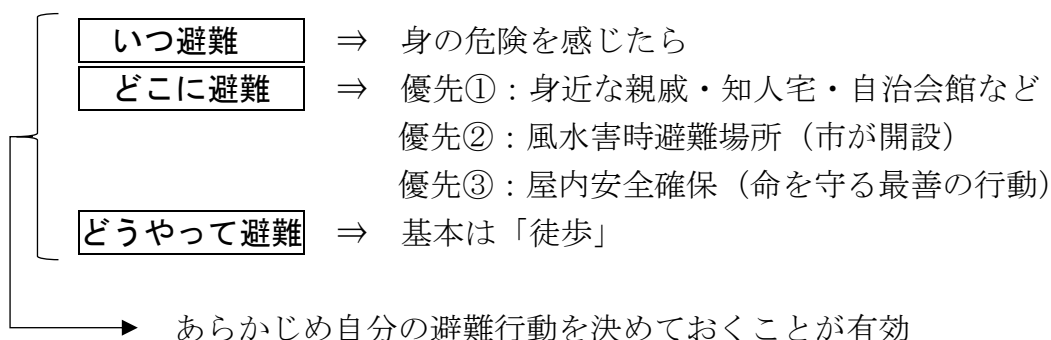 いつ避難 ⇒ 身の危険を感じたら
どこに避難 ⇒ 優先①：身近な親戚・知人宅・自治会館など
優先②：風水害時避難場所（市が開設）
優先③：屋内安全確保（命を守る最善の行動）
どうやって避難 ⇒ 基本は「徒歩」
あらかじめ自分の避難行動を決めておくことが有効